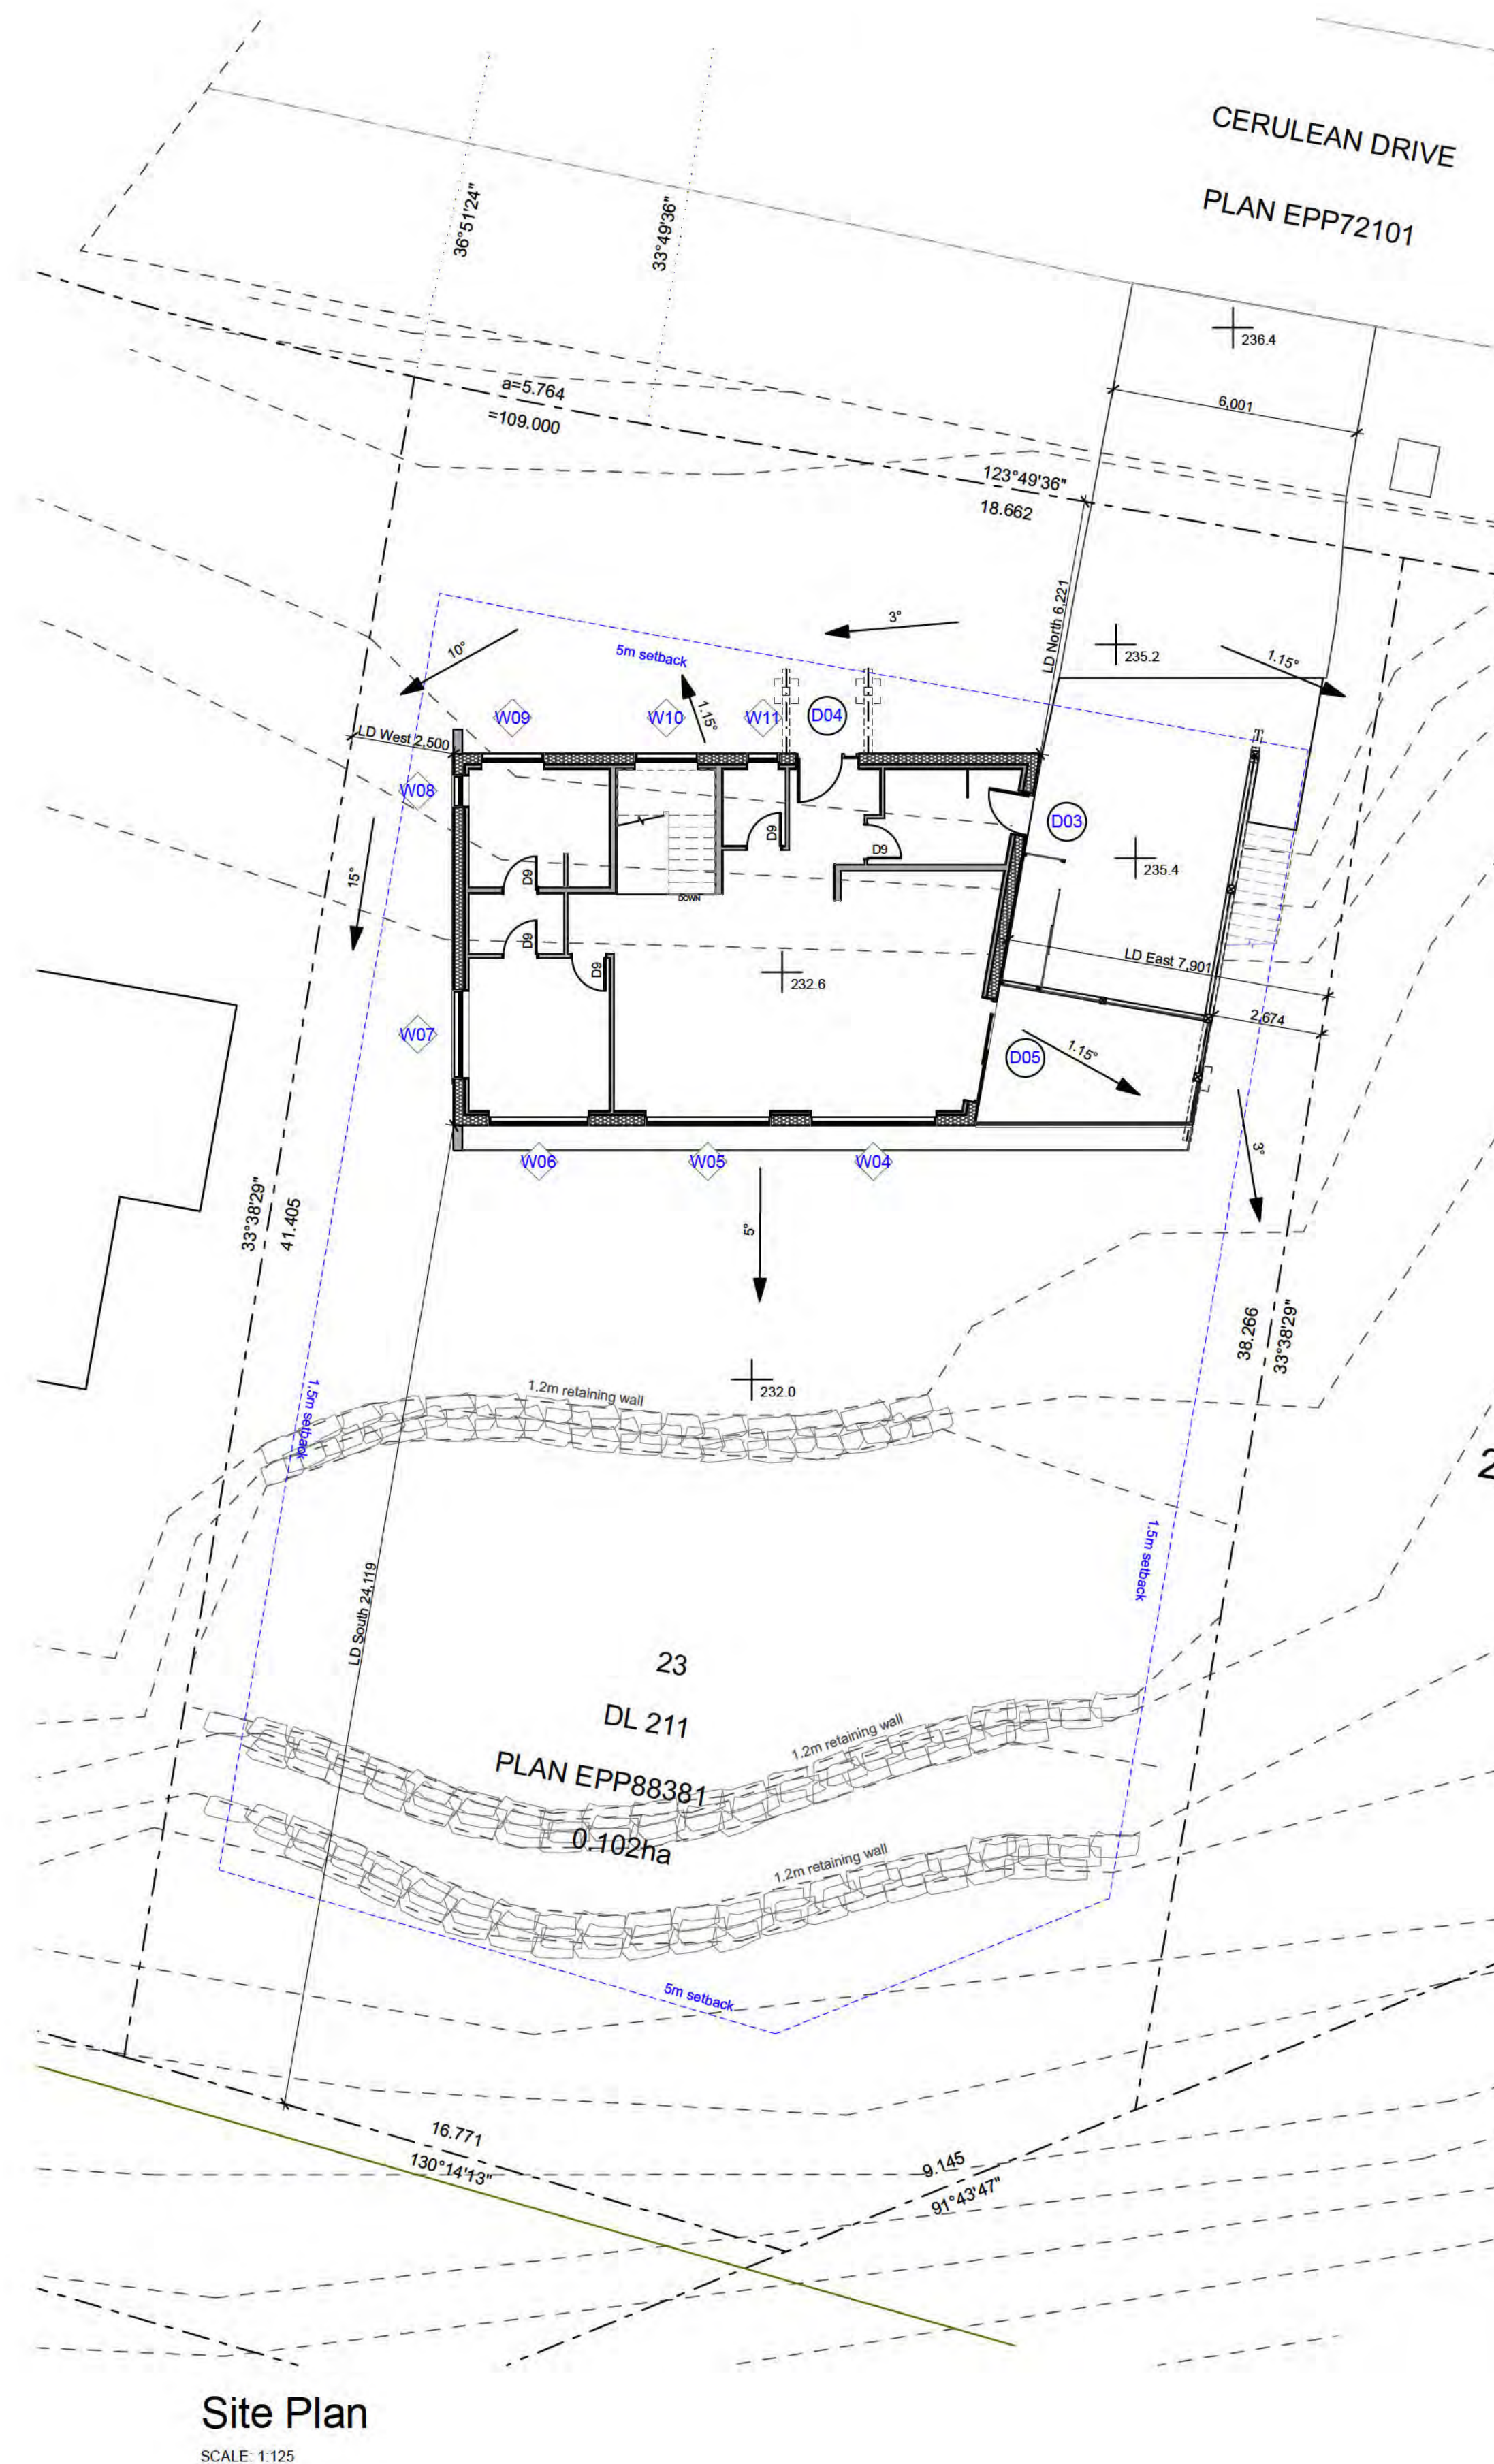 CERULEAN DRIVE
PLAN EPP72101
36°51'24"
33°49'36"
236.4
6,001
a=5.764
=109.000
123°49'36"
18.662
LD North 6,221
3°
10°
5m setback
235.2
1.15°
W09
W10
1.15°
W11
D04
LD West 2,500
W08
D03
D9
D9
235.4
15°
D9
DOWN
D9
D9
LD East 7,901
232.6
2,674
W07
D05
1.15°
3°
W06
W05
W04
33°38'29"
41.405
5°
38.266
33°38'29"
232.0
1.2m retaining wall
1.5m setback
2
1.5m setback
LD South 24,119
23
DL 211
PLAN EPP88381
0.102ha
1.2m retaining wall
1.2m retaining wall
5m setback
16.771
130°14'13"
9.145
91°43'47"
Site Plan
SCALE: 1:125